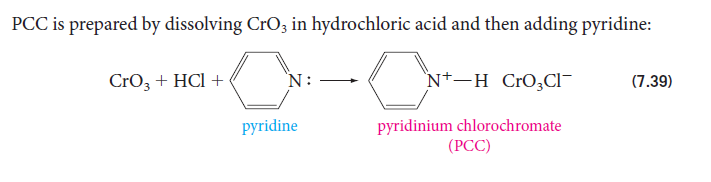 PCC is prepared by dissolving CrO₃ in hydrochloric acid and then adding pyridine:
CrO₃ + HCl + N: ⟶ N⁺—H CrO₃Cl⁻ (7.39)
pyridine pyridinium chlorochromate
(PCC)